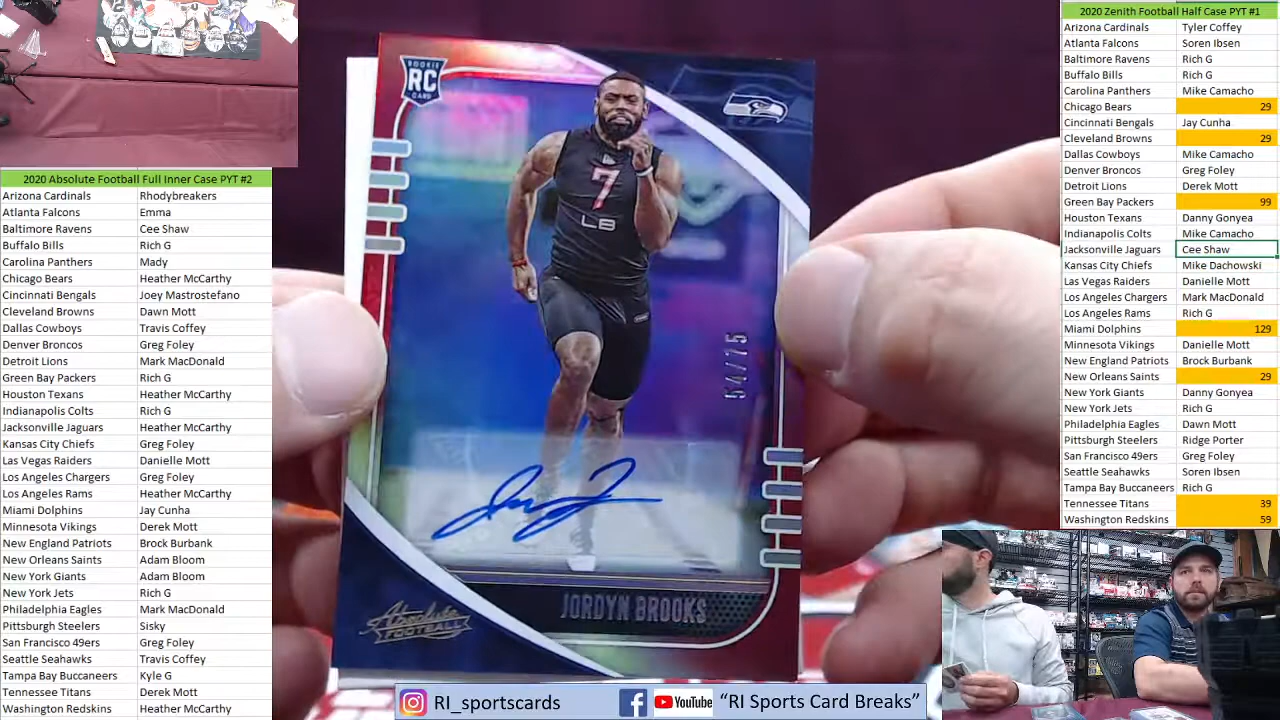 2020 Absolute Football Full Inner Case PYT #2
Arizona Cardinals Rhodybreakers
Atlanta Falcons Emma
Baltimore Ravens Cee Shaw
Buffalo Bills Rich G
Carolina Panthers Mady
Chicago Bears Heather McCarthy
Cincinnati Bengals Joey Mastrostefano
Cleveland Browns Dawn Mott
Dallas Cowboys Travis Coffey
Denver Broncos Greg Foley
Detroit Lions Mark MacDonald
Green Bay Packers Rich G
Houston Texans Heather McCarthy
Indianapolis Colts Rich G
Jacksonville Jaguars Heather McCarthy
Kansas City Chiefs Greg Foley
Las Vegas Raiders Danielle Mott
Los Angeles Chargers Greg Foley
Los Angeles Rams Heather McCarthy
Miami Dolphins Jay Cunha
Minnesota Vikings Derek Mott
New England Patriots Brock Burbank
New Orleans Saints Adam Bloom
New York Giants Adam Bloom
New York Jets Rich G
Philadelphia Eagles Mark MacDonald
Pittsburgh Steelers Sisky
San Francisco 49ers Greg Foley
Seattle Seahawks Travis Coffey
Tampa Bay Buccaneers Kyle G
Tennessee Titans Derek Mott
Washington Redskins Heather McCarthy
ROOKIE
RC
CARD
7
LB
64/75
JORDYN BROOKS
Absolute
FOOTBALL
RI_sportscards
YouTube
“RI Sports Card Breaks”
2020 Zenith Football Half Case PYT #1
Arizona Cardinals Tyler Coffey
Atlanta Falcons Soren Ibsen
Baltimore Ravens Rich G
Buffalo Bills Rich G
Carolina Panthers Mike Camacho
Chicago Bears 29
Cincinnati Bengals Jay Cunha
Cleveland Browns 29
Dallas Cowboys Mike Camacho
Denver Broncos Greg Foley
Detroit Lions Derek Mott
Green Bay Packers 99
Houston Texans Danny Gonyea
Indianapolis Colts Mike Camacho
Jacksonville Jaguars Cee Shaw
Kansas City Chiefs Mike Dachowski
Las Vegas Raiders Danielle Mott
Los Angeles Chargers Mark MacDonald
Los Angeles Rams Rich G
Miami Dolphins 129
Minnesota Vikings Danielle Mott
New England Patriots Brock Burbank
New Orleans Saints 29
New York Giants Danny Gonyea
New York Jets Rich G
Philadelphia Eagles Dawn Mott
Pittsburgh Steelers Ridge Porter
San Francisco 49ers Greg Foley
Seattle Seahawks Soren Ibsen
Tampa Bay Buccaneers Rich G
Tennessee Titans 39
Washington Redskins 59